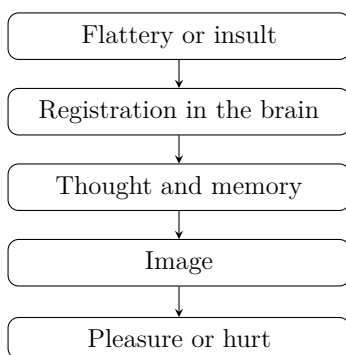 Flattery or insult
Registration in the brain
Thought and memory
Image
Pleasure or hurt